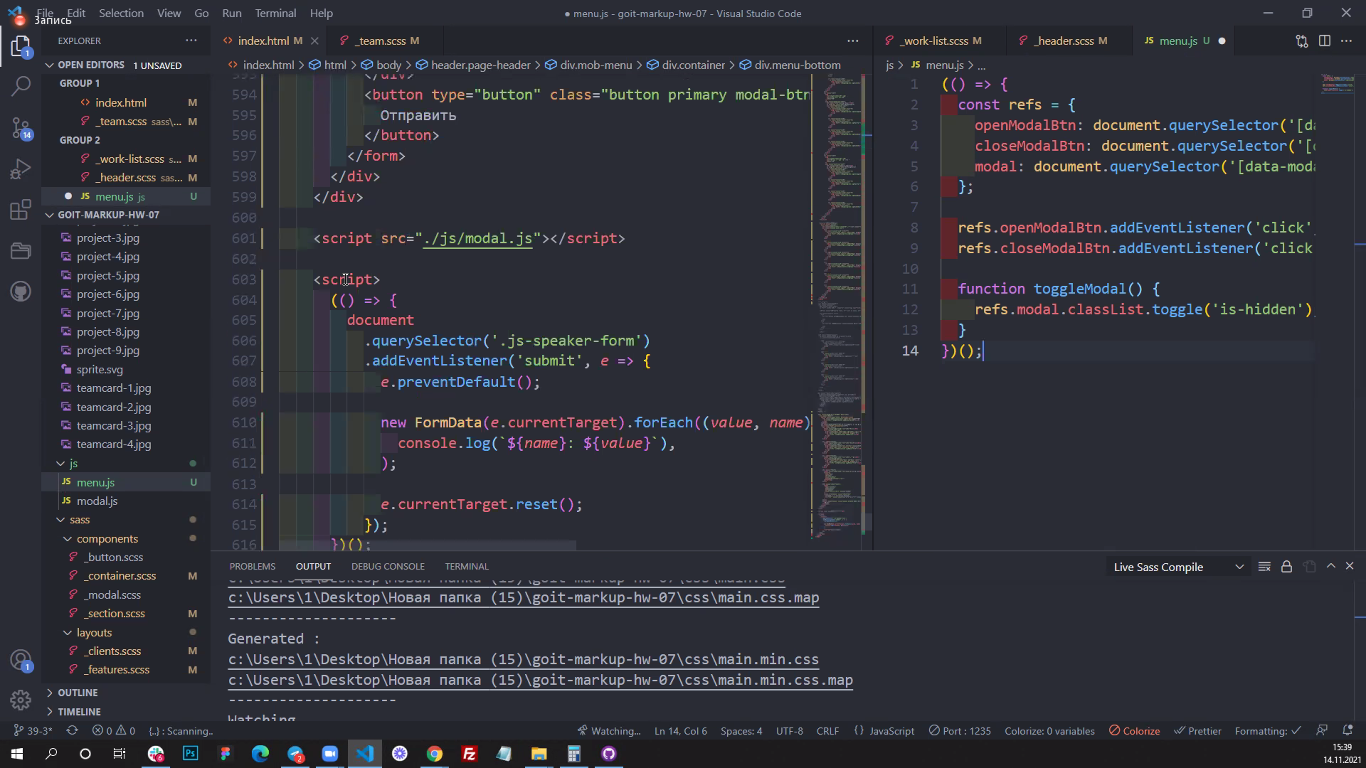 Запись
File Edit Selection View Go Run Terminal Help
● menu.js - goit-markup-hw-07 - Visual Studio Code
EXPLORER
OPEN EDITORS 1 UNSAVED
GROUP 1
index.html
_team.scss sass\...
M
GROUP 2
_work-list.scss M
_header.scss ... M
menu.js js U
GOIT-MARKUP-HW-07
project-3.jpg
project-4.jpg
project-5.jpg
project-6.jpg
project-7.jpg
project-8.jpg
project-9.jpg
sprite.svg
teamcard-1.jpg
teamcard-2.jpg
teamcard-3.jpg
teamcard-4.jpg
js
menu.js U
modal.js
sass
components
_button.scss
_container.scss M
_modal.scss
_section.scss M
layouts
_clients.scss
_features.scss M
OUTLINE
TIMELINE
index.html M
_team.scss M
index.html > html > body > header.page-header > div.mob-menu > div.container > div.menu-bottom
593 </div>
594 <button type="button" class="button primary modal-btn
595 Отправить
596 </button>
597 </form>
598 </div>
599 </div>
600
601 <script src="./js/modal.js"></script>
602
603 <script>
604 (() => {
605 document
606 .querySelector('.js-speaker-form')
607 .addEventListener('submit', e => {
608 e.preventDefault();
609
610 new FormData(e.currentTarget).forEach((value, name)
611 console.log(`${name}: ${value}`),
612 );
613
614 e.currentTarget.reset();
615 });
616 })();
_work-list.scss M
_header.scss M
menu.js U
js > menu.js > ...
1 (() => {
2 const refs = {
3 openModalBtn: document.querySelector('[da
4 closeModalBtn: document.querySelector('[
5 modal: document.querySelector('[data-moda
6 };
7
8 refs.openModalBtn.addEventListener('click'
9 refs.closeModalBtn.addEventListener('click
10
11 function toggleModal() {
12 refs.modal.classList.toggle('is-hidden')
13 }
14 })();
PROBLEMS OUTPUT DEBUG CONSOLE TERMINAL
Live Sass Compile
c:\Users\1\Desktop\Новая папка (15)\goit-markup-hw-07\css\main.css
c:\Users\1\Desktop\Новая папка (15)\goit-markup-hw-07\css\main.css.map
--------------------
Generated :
c:\Users\1\Desktop\Новая папка (15)\goit-markup-hw-07\css\main.min.css
c:\Users\1\Desktop\Новая папка (15)\goit-markup-hw-07\css\main.min.css.map
--------------------
Watching...
39-3* 0 0 {..} : Scanning.. Watching... Ln 14, Col 6 Spaces: 4 UTF-8 CRLF JavaScript Port : 1235 Colorize: 0 variables Colorize Prettier Formating:
15:39
14.11.2021